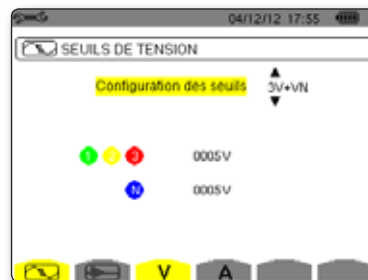 04/12/12 17:55
SEUILS DE TENSION
Configuration des seuils 3V+VN
1 2 3 0005V
N 0005V
V A